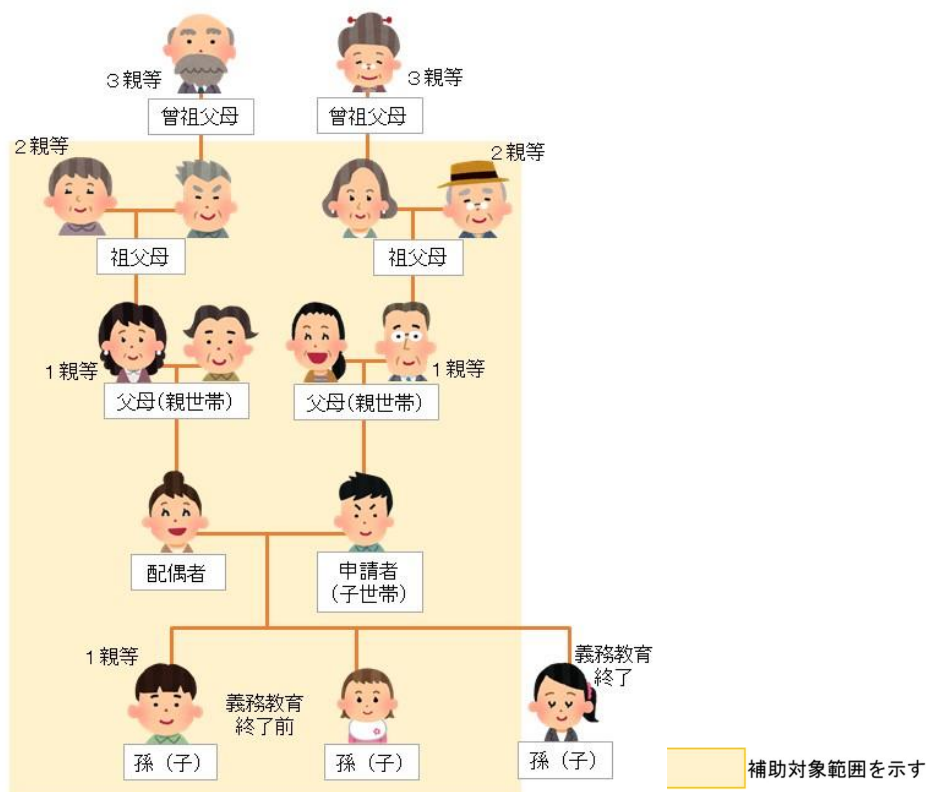 3親等
3親等
曾祖父母
曾祖父母
2親等
2親等
祖父母
祖父母
1親等
1親等
父母(親世帯)
父母(親世帯)
配偶者
申請者
(子世帯)
1親等
義務教育
終了前
義務教育
終了
孫(子)
孫(子)
孫(子)
補助対象範囲を示す